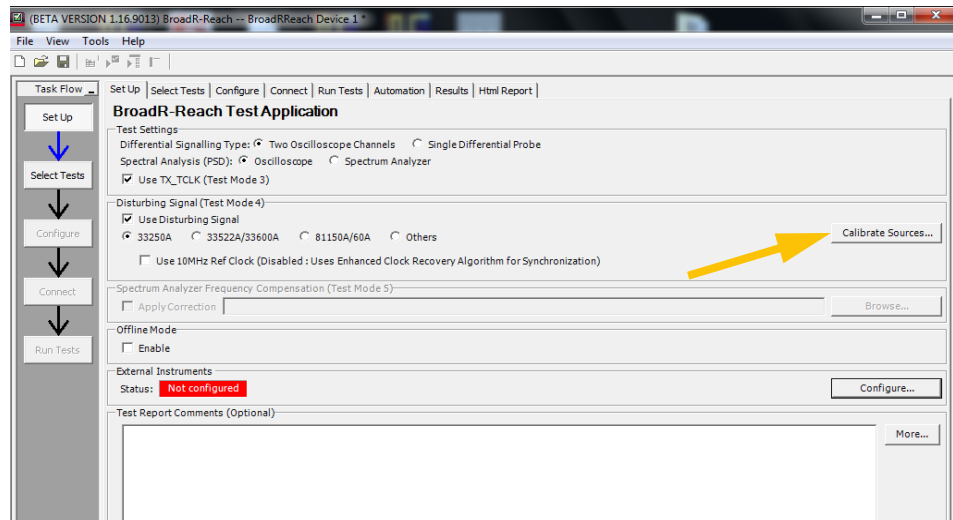 (BETA VERSION 1.16.9013) BroadR-Reach -- BroadRReach Device 1 *
File View Tools Help
Task Flow
Set Up
Select Tests
Configure
Connect
Run Tests
Set Up Select Tests Configure Connect Run Tests Automation Results Html Report
BroadR-Reach Test Application
Test Settings
Differential Signalling Type: Two Oscilloscope Channels Single Differential Probe
Spectral Analysis (PSD): Oscilloscope Spectrum Analyzer
Use TX_TCLK (Test Mode 3)
Disturbing Signal (Test Mode 4)
Use Disturbing Signal
33250A 33522A/33600A 81150A/60A Others
Calibrate Sources...
Use 10MHz Ref Clock (Disabled : Uses Enhanced Clock Recovery Algorithm for Synchronization)
Spectrum Analyzer Frequency Compensation (Test Mode 5)
Apply Correction Browse...
Offline Mode
Enable
External Instruments
Status: Not configured Configure...
Test Report Comments (Optional)
More...